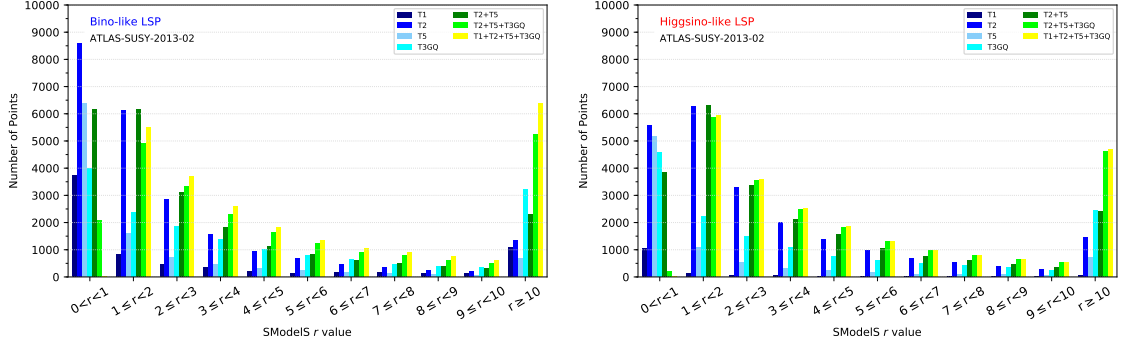 Bino-like LSP
ATLAS-SUSY-2013-02
T1
T2
T5
T3GQ
T2+T5
T2+T5+T3GQ
T1+T2+T5+T3GQ
Number of Points
10000
9000
8000
7000
6000
5000
4000
3000
2000
1000
0
0<r<1
1≤r<2
2≤r<3
3≤r<4
4≤r<5
5≤r<6
6≤r<7
7≤r<8
8≤r<9
9≤r<10
r≥10
SModelS r value
Higgsino-like LSP
ATLAS-SUSY-2013-02
T1
T2
T5
T3GQ
T2+T5
T2+T5+T3GQ
T1+T2+T5+T3GQ
Number of Points
10000
9000
8000
7000
6000
5000
4000
3000
2000
1000
0
0<r<1
1≤r<2
2≤r<3
3≤r<4
4≤r<5
5≤r<6
6≤r<7
7≤r<8
8≤r<9
9≤r<10
r≥10
SModelS r value